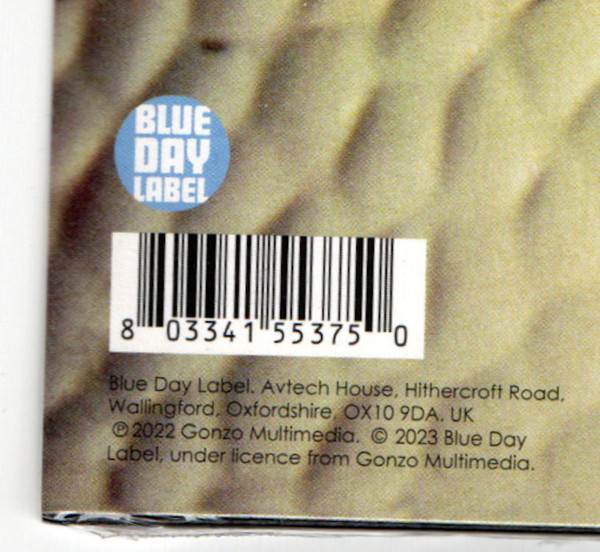 BLUE
DAY
LABEL
8 03341 55375 0
Blue Day Label. Avtech House, Hithercroft Road,
Wallingford, Oxfordshire, OX10 9DA, UK
℗ 2022 Gonzo Multimedia. © 2023 Blue Day
Label, under licence from Gonzo Multimedia.